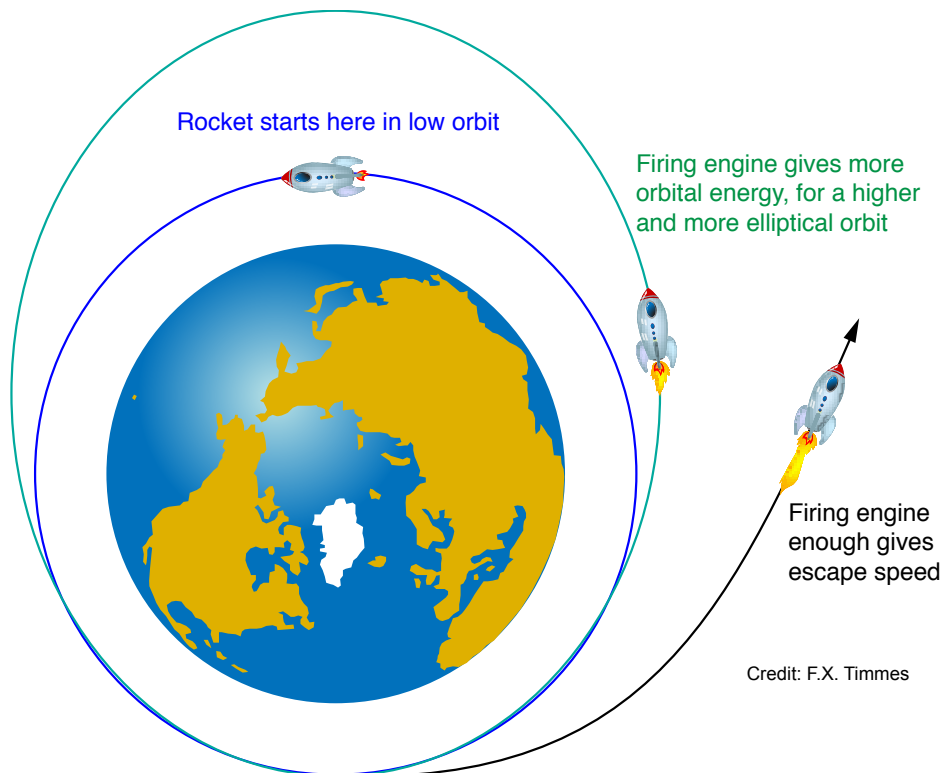 Rocket starts here in low orbit
Firing engine gives more
orbital energy, for a higher
and more elliptical orbit
Firing engine
enough gives
escape speed
Credit: F.X. Timmes